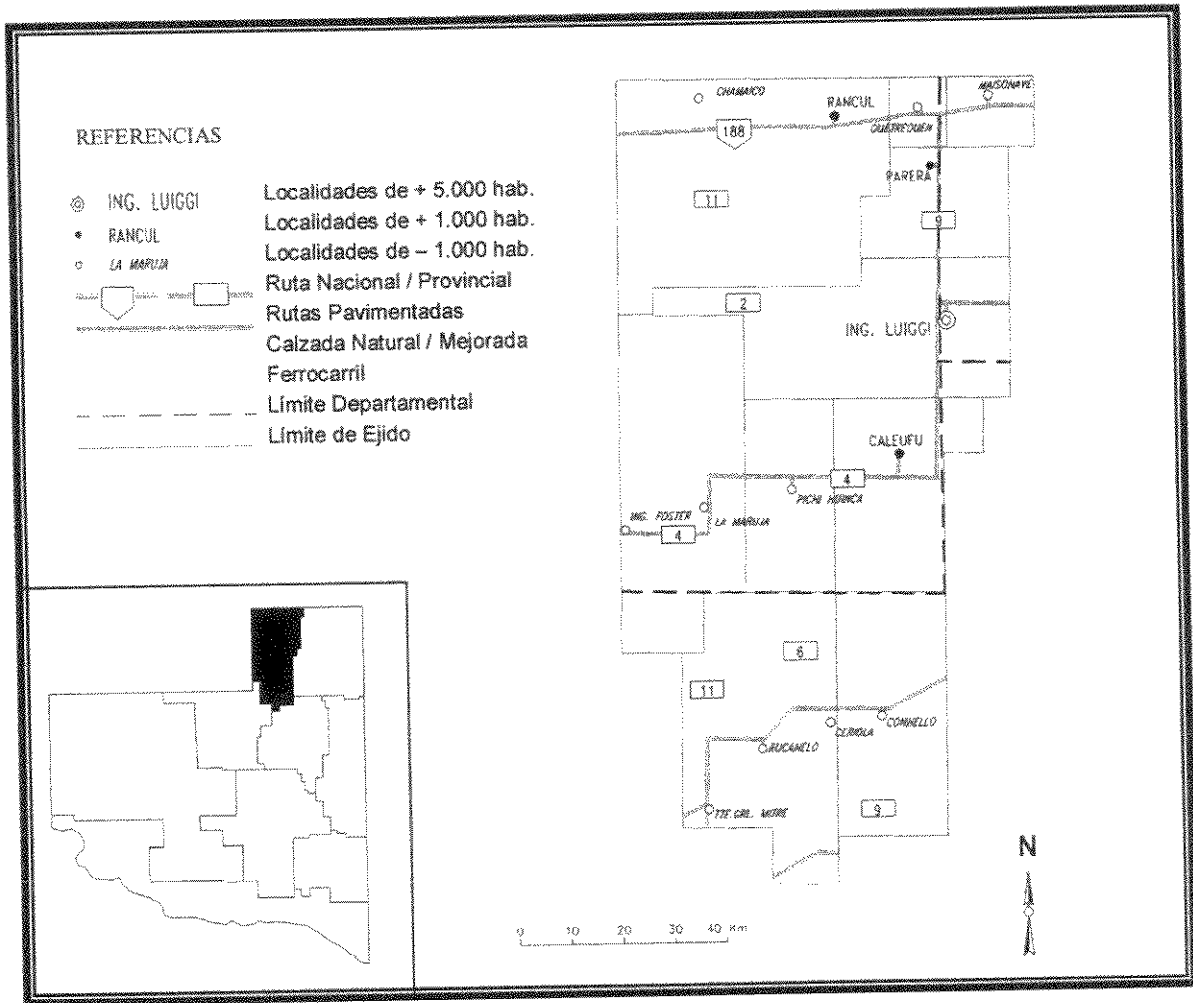 REFERENCIAS
ING. LUIGGI Localidades de + 5.000 hab.
RANCUL Localidades de + 1.000 hab.
LA MARUJA Localidades de – 1.000 hab.
Ruta Nacional / Provincial
Rutas Pavimentadas
Calzada Natural / Mejorada
Ferrocarril
Límite Departamental
Límite de Ejido
CHAMAICO
RANCUL
QUETREQUEN
MAISONAVE
188
PARERA
11
9
2
ING. LUIGGI
CALEUFU
4
PICHI HUINCA
ING. FOSTER
LA MARUJA
4
6
11
CONHELLO
CERVOLA
RUCANELO
TTE.GRL. MITRE
9
N
0 10 20 30 40 Km